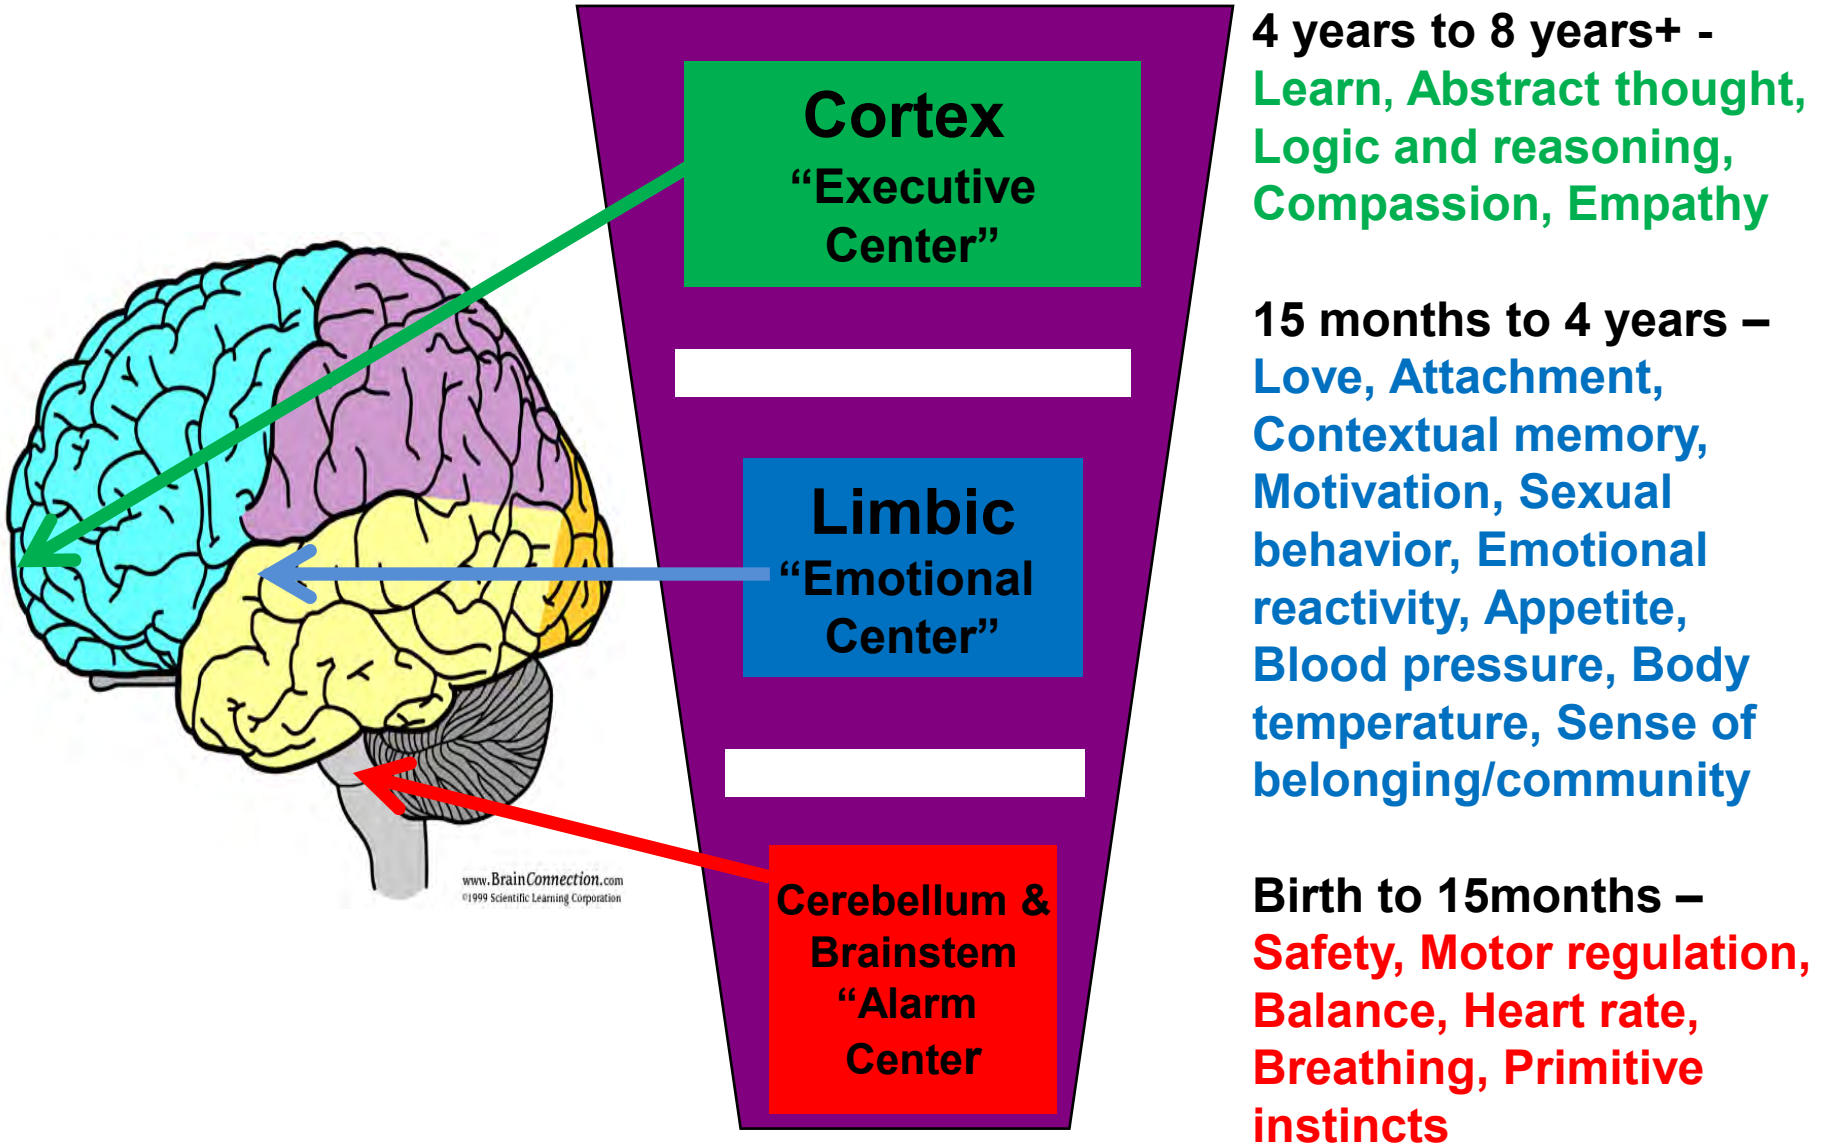 Cortex
“Executive
Center”
Limbic
“Emotional
Center”
Cerebellum &
Brainstem
“Alarm
Center
4 years to 8 years+ -
Learn, Abstract thought,
Logic and reasoning,
Compassion, Empathy
15 months to 4 years –
Love, Attachment,
Contextual memory,
Motivation, Sexual
behavior, Emotional
reactivity, Appetite,
Blood pressure, Body
temperature, Sense of
belonging/community
Birth to 15months –
Safety, Motor regulation,
Balance, Heart rate,
Breathing, Primitive
instincts
www.BrainConnection.com
©1999 Scientific Learning Corporation